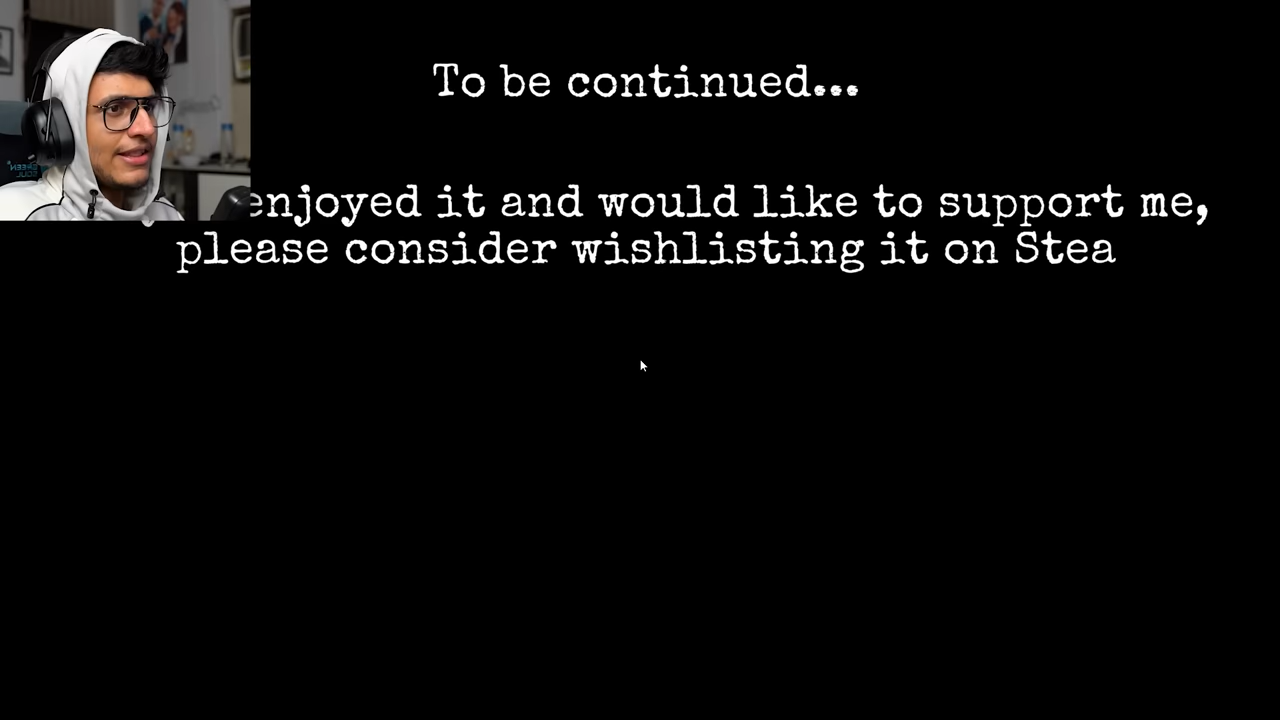 To be continued...
enjoyed it and would like to support me,
please consider wishlisting it on Stea